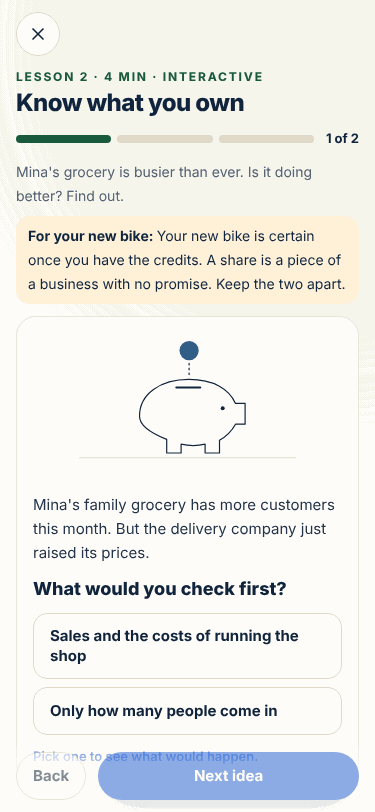 LESSON 2 · 4 MIN · INTERACTIVE
Know what you own
1 of 2
Mina's grocery is busier than ever. Is it doing
better? Find out.
For your new bike: Your new bike is certain
once you have the credits. A share is a piece of
a business with no promise. Keep the two apart.
Mina's family grocery has more customers
this month. But the delivery company just
raised its prices.
What would you check first?
Sales and the costs of running the
shop
Only how many people come in
Pick one to see what would happen.
Back
Next idea